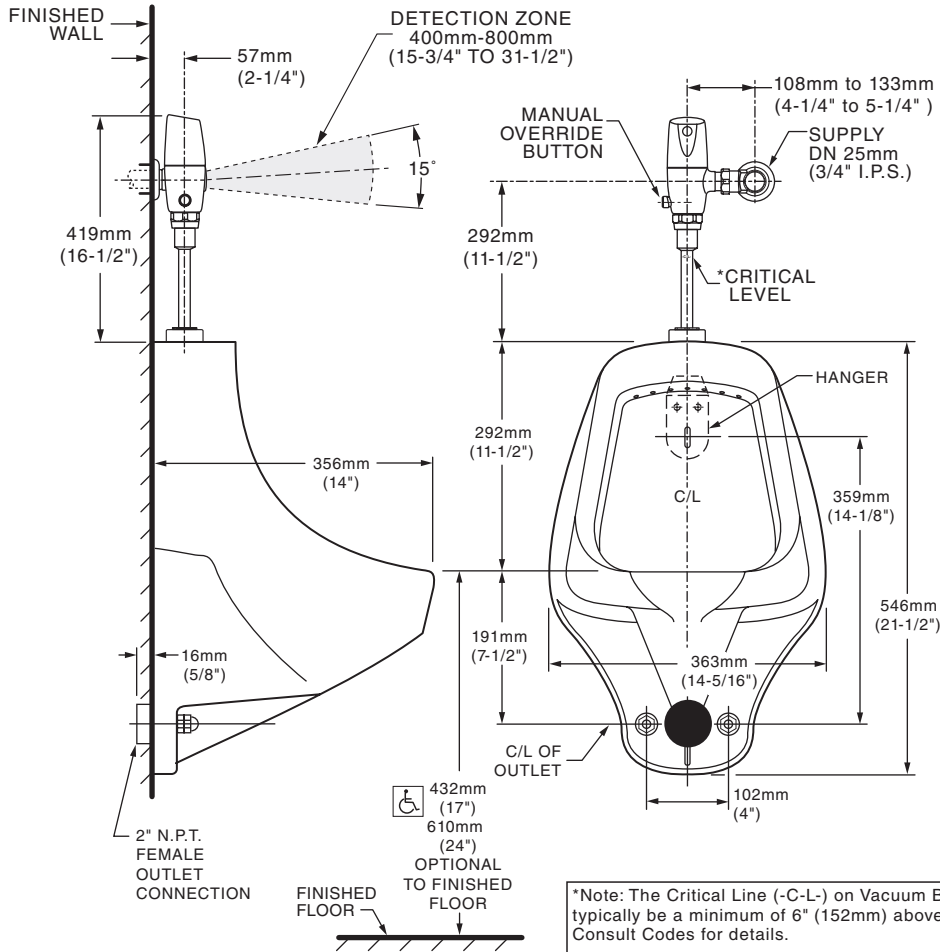 FINISHED
WALL
57mm
(2-1/4")
DETECTION ZONE
400mm-800mm
(15-3/4" TO 31-1/2")
15°
419mm
(16-1/2")
MANUAL
OVERRIDE
BUTTON
108mm to 133mm
(4-1/4" to 5-1/4" )
SUPPLY
DN 25mm
(3/4" I.P.S.)
292mm
(11-1/2")
*CRITICAL
LEVEL
HANGER
292mm
(11-1/2")
356mm
(14")
C/L
359mm
(14-1/8")
546mm
(21-1/2")
191mm
(7-1/2")
363mm
(14-5/16")
16mm
(5/8")
C/L OF
OUTLET
102mm
(4")
432mm
(17")
610mm
(24")
OPTIONAL
TO FINISHED
FLOOR
2" N.P.T.
FEMALE
OUTLET
CONNECTION
FINISHED
FLOOR
*Note: The Critical Line (-C-L-) on Vacuum B
typically be a minimum of 6" (152mm) above
Consult Codes for details.